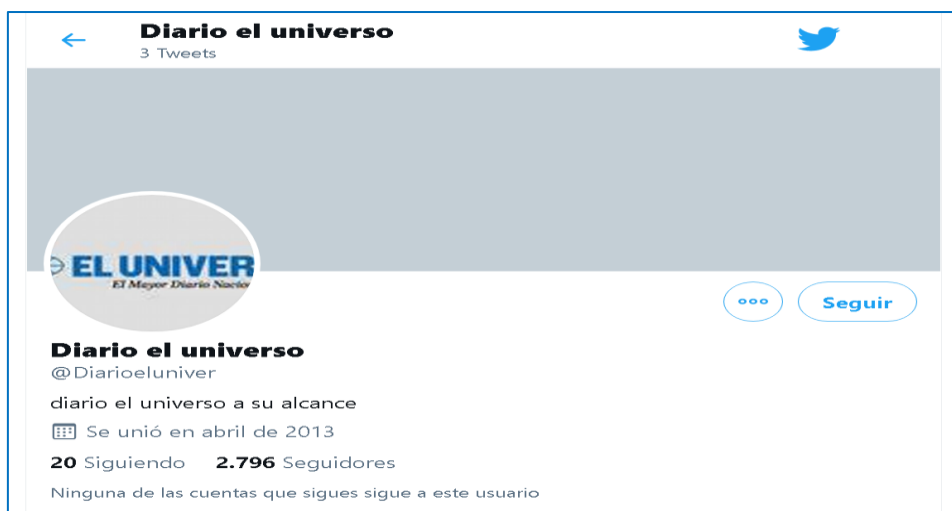 Diario el universo
3 Tweets
EL UNIVER
El Mayor Diario Nacion
Seguir
Diario el universo
@Diarioeluniver
diario el universo a su alcance
Se unió en abril de 2013
20 Siguiendo 2.796 Seguidores
Ninguna de las cuentas que sigues sigue a este usuario